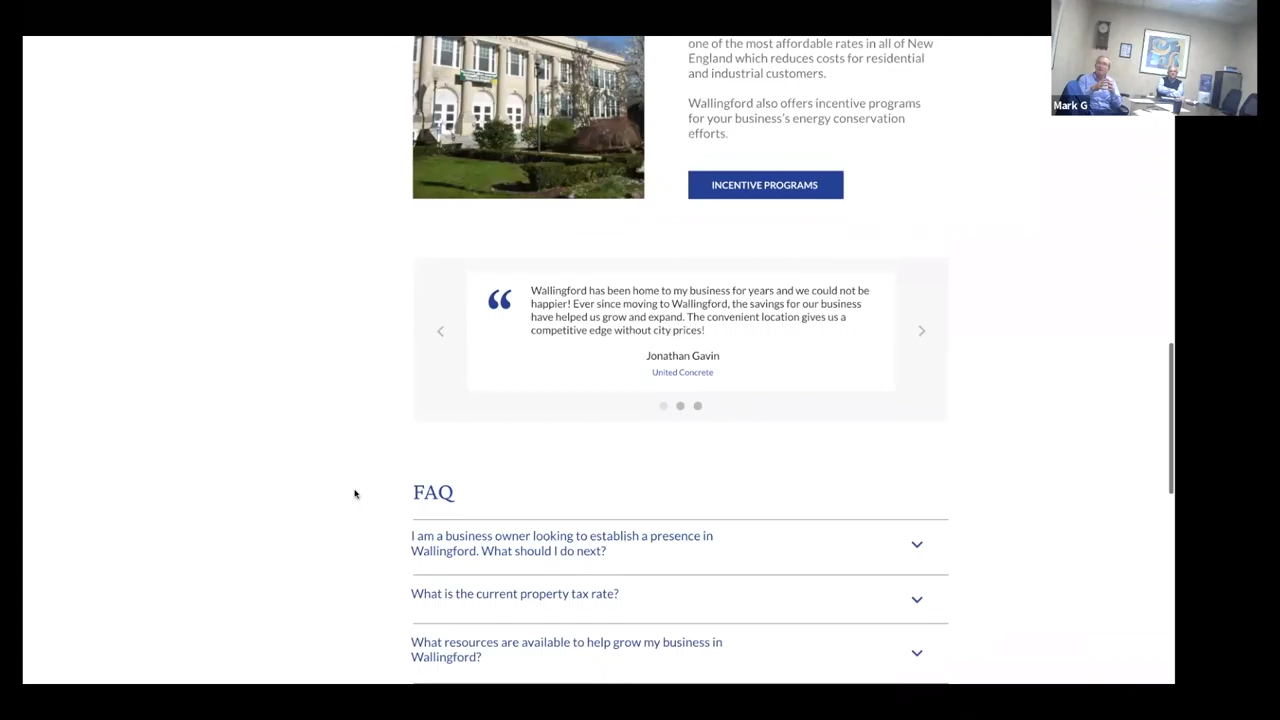 one of the most affordable rates in all of New
England which reduces costs for residential
and industrial customers.
Wallingford also offers incentive programs
for your business's energy conservation
efforts.
INCENTIVE PROGRAMS
Mark G
“
Wallingford has been home to my business for years and we could not be
happier! Ever since moving to Wallingford, the savings for our business
have helped us grow and expand. The convenient location gives us a
competitive edge without city prices!
Jonathan Gavin
United Concrete
FAQ
I am a business owner looking to establish a presence in
Wallingford. What should I do next?
What is the current property tax rate?
What resources are available to help grow my business in
Wallingford?